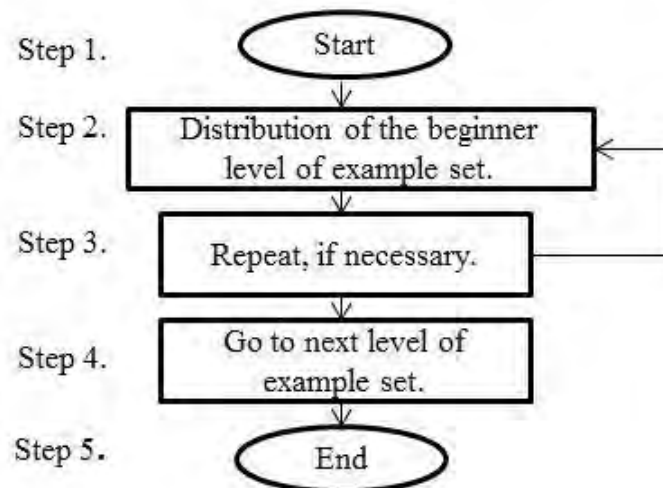 Step 1.
Start
Step 2.
Distribution of the beginner
level of example set.
Step 3.
Repeat, if necessary.
Step 4.
Go to next level of
example set.
Step 5.
End